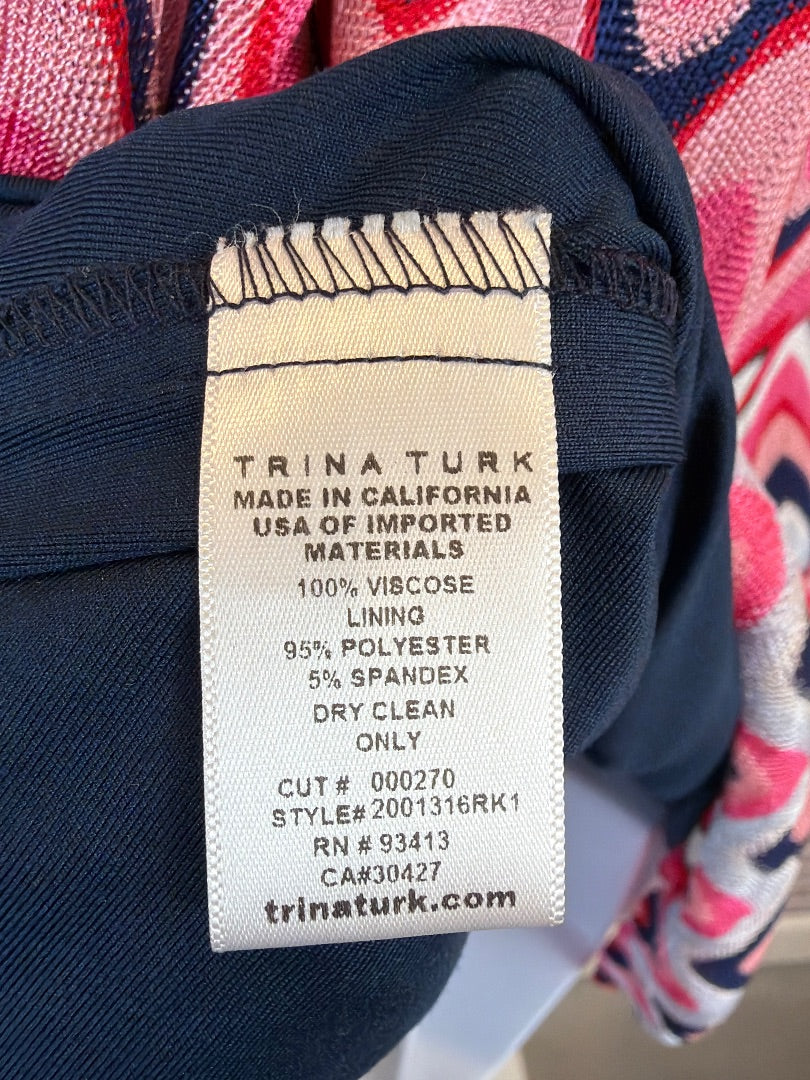 TRINA TURK
MADE IN CALIFORNIA
USA OF IMPORTED
MATERIALS
100% VISCOSE
LINING
95% POLYESTER
5% SPANDEX
DRY CLEAN
ONLY
CUT # 000270
STYLE# 2001316RK1
RN # 93413
CA#30427
trinaturk.com